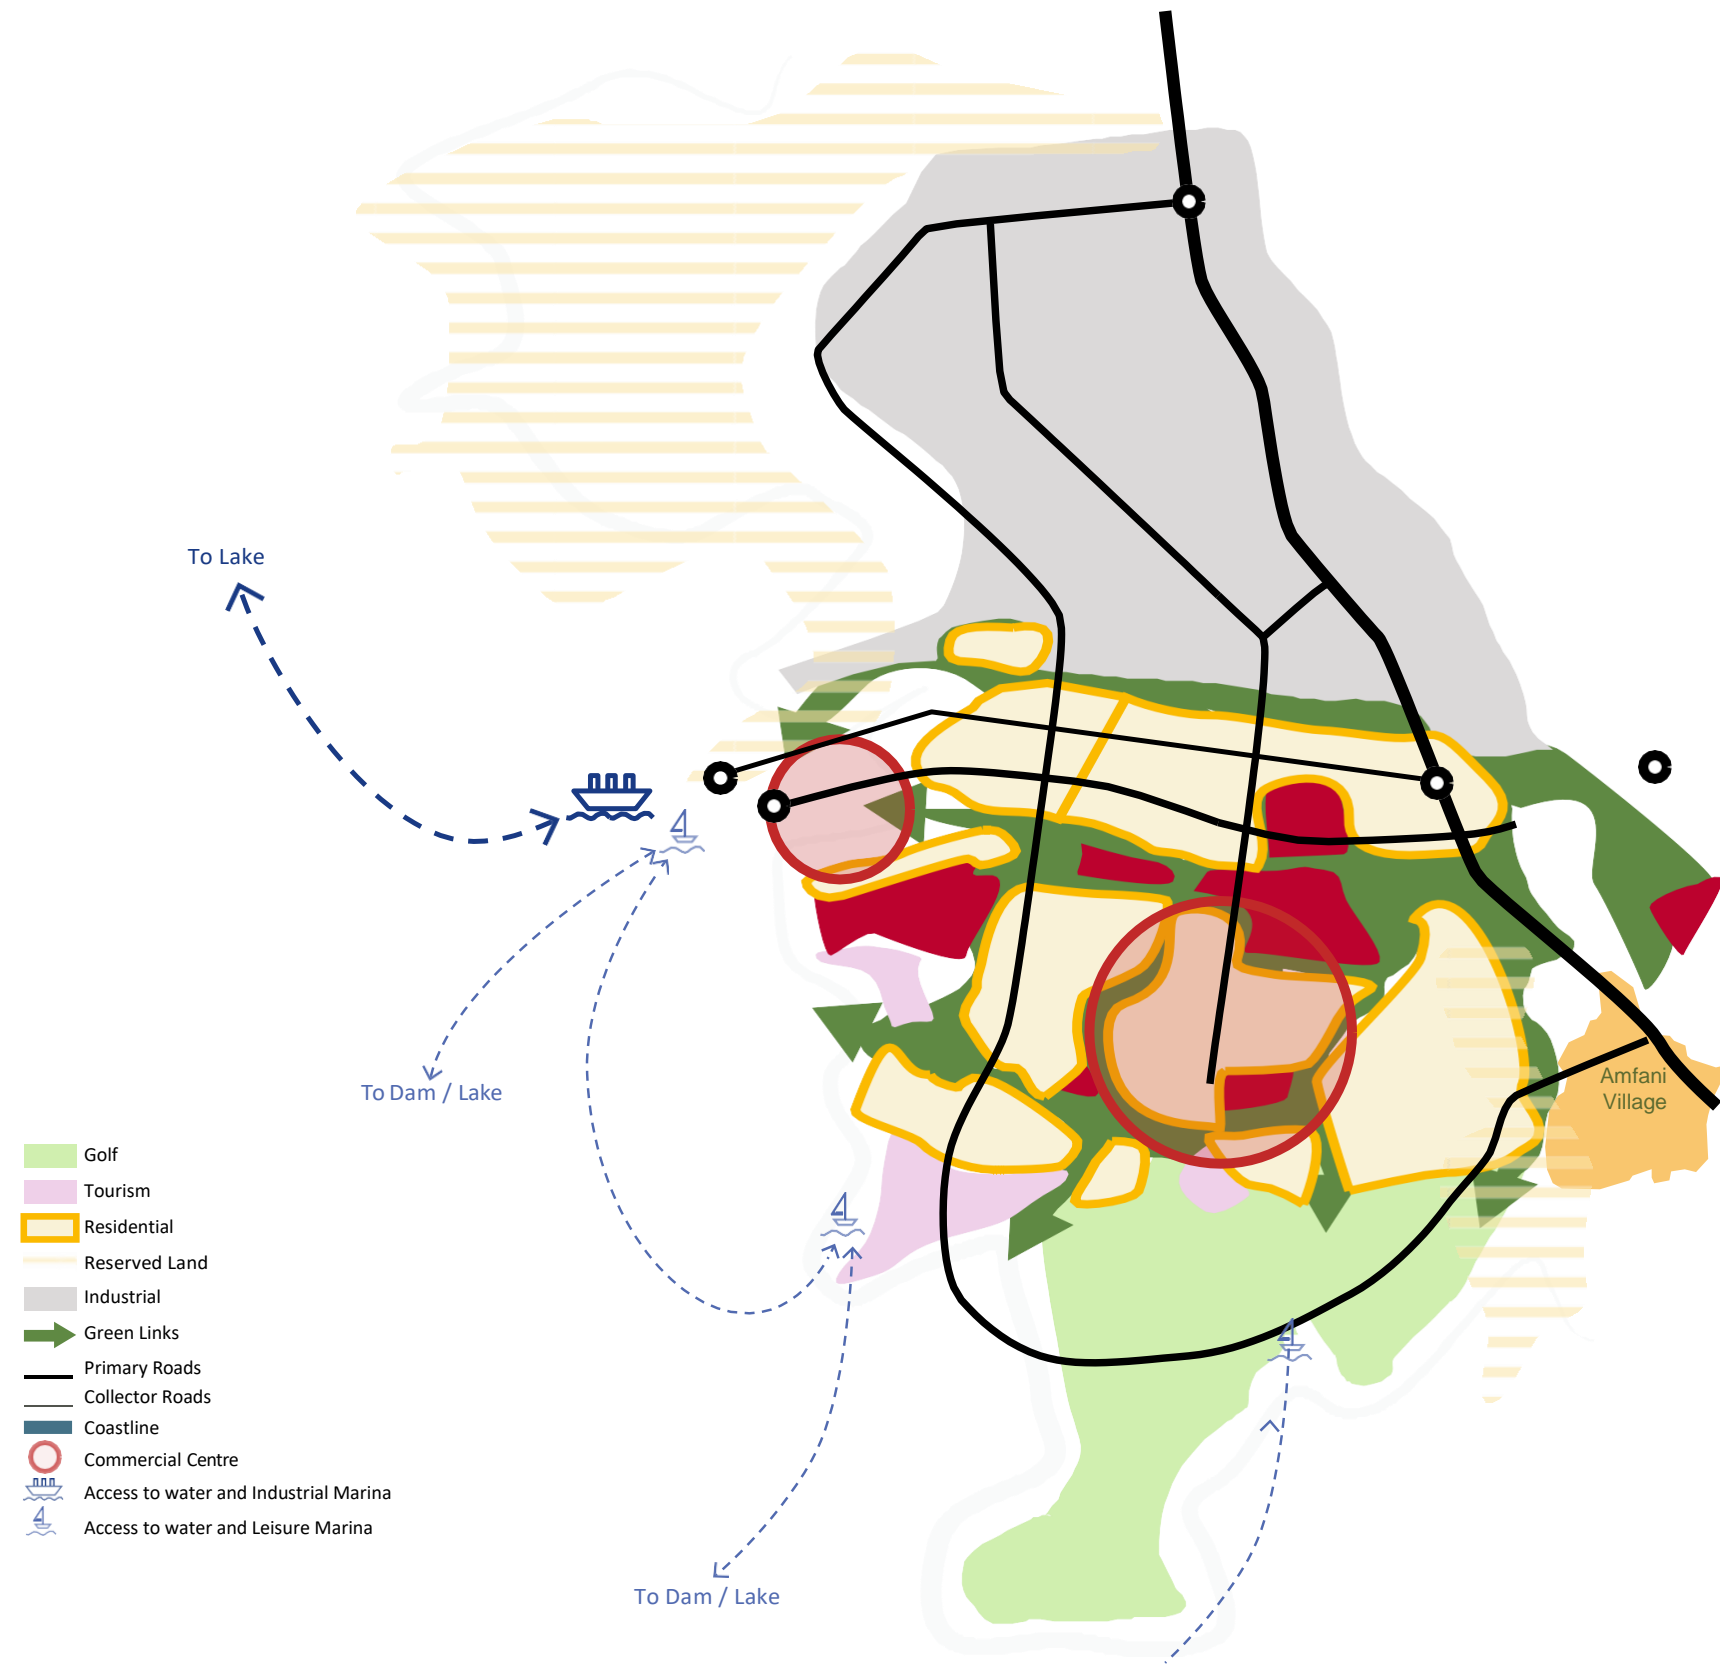 To Lake
To Dam / Lake
Amfani
Village
Golf
Tourism
Residential
Reserved Land
Industrial
Green Links
Primary Roads
Collector Roads
Coastline
Commercial Centre
Access to water and Industrial Marina
Access to water and Leisure Marina
To Dam / Lake